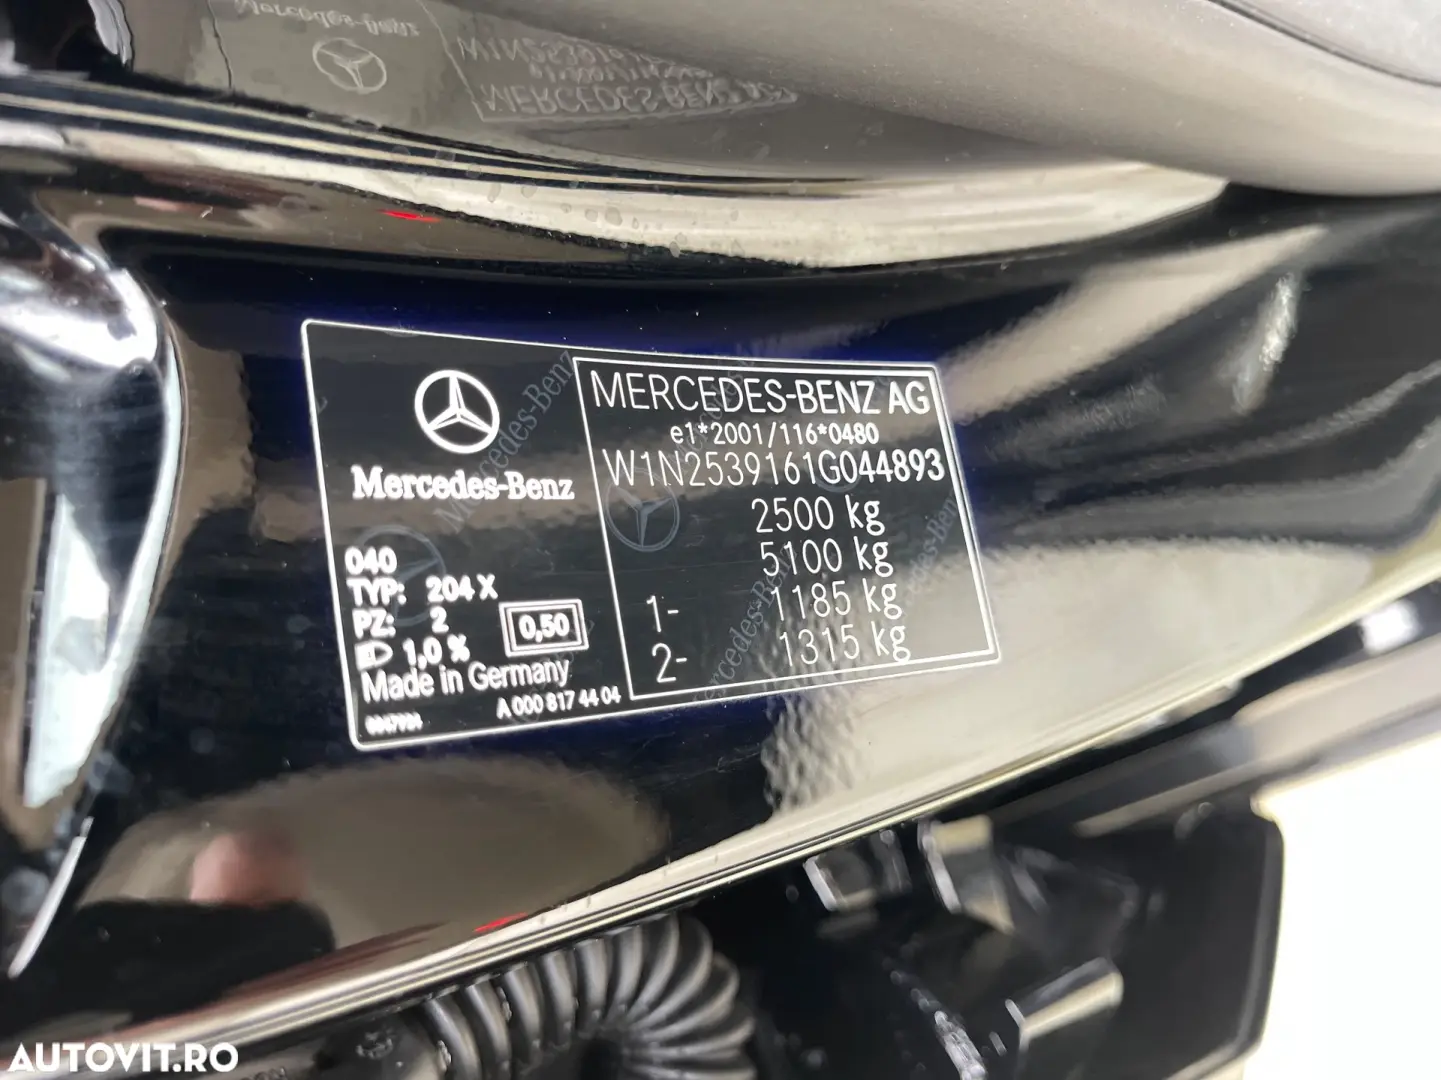 Mercedes-Benz
MERCEDES-BENZ AG
e1*2001/116*0480
W1N2539161G044893
2500 kg
5100 kg
1- 1185 kg
2- 1315 kg
Mercedes-Benz
040
TYP: 204 X
PZ: 2
1,0 %
0,50
Made in Germany
A 000 817 44 04
AUTOVIT.RO